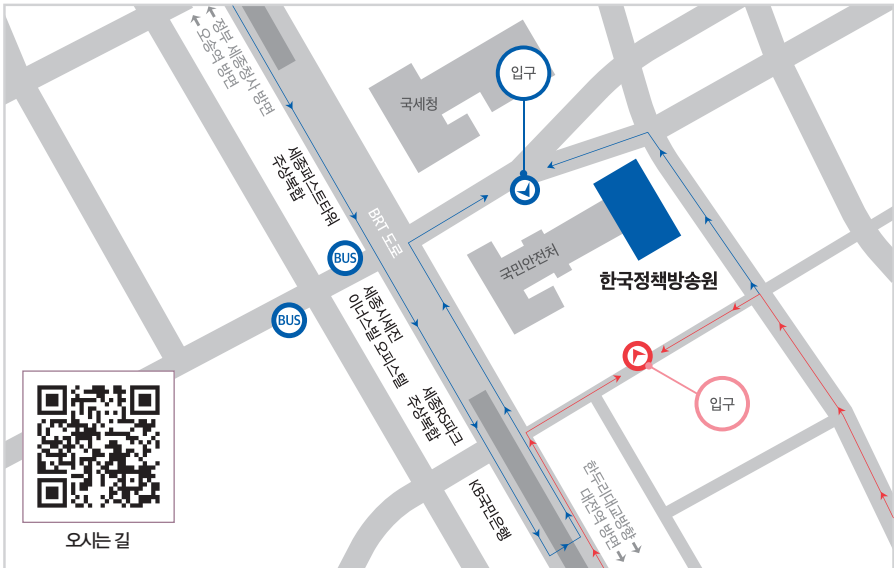 정부 세종청사 방면
오송역 방면
국세청
입구
세종퍼스트타워
주상복합
BRT 도로
BUS
BUS
국민안전처
한국정책방송원
세종시세진
이너스빌 오피스텔
세종RS파크
주상복합
입구
KB국민은행
한두리대교방향
대전역 방면
오시는 길